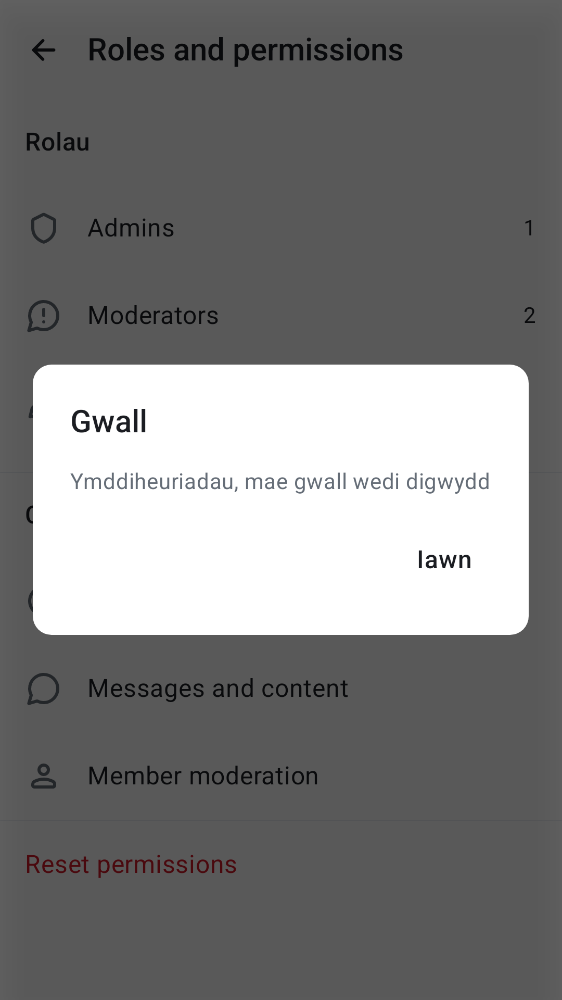 Roles and permissions
Rolau
Admins
1
Moderators
2
Gwall
Ymddiheuriadau, mae gwall wedi digwydd
Iawn
Messages and content
Member moderation
Reset permissions